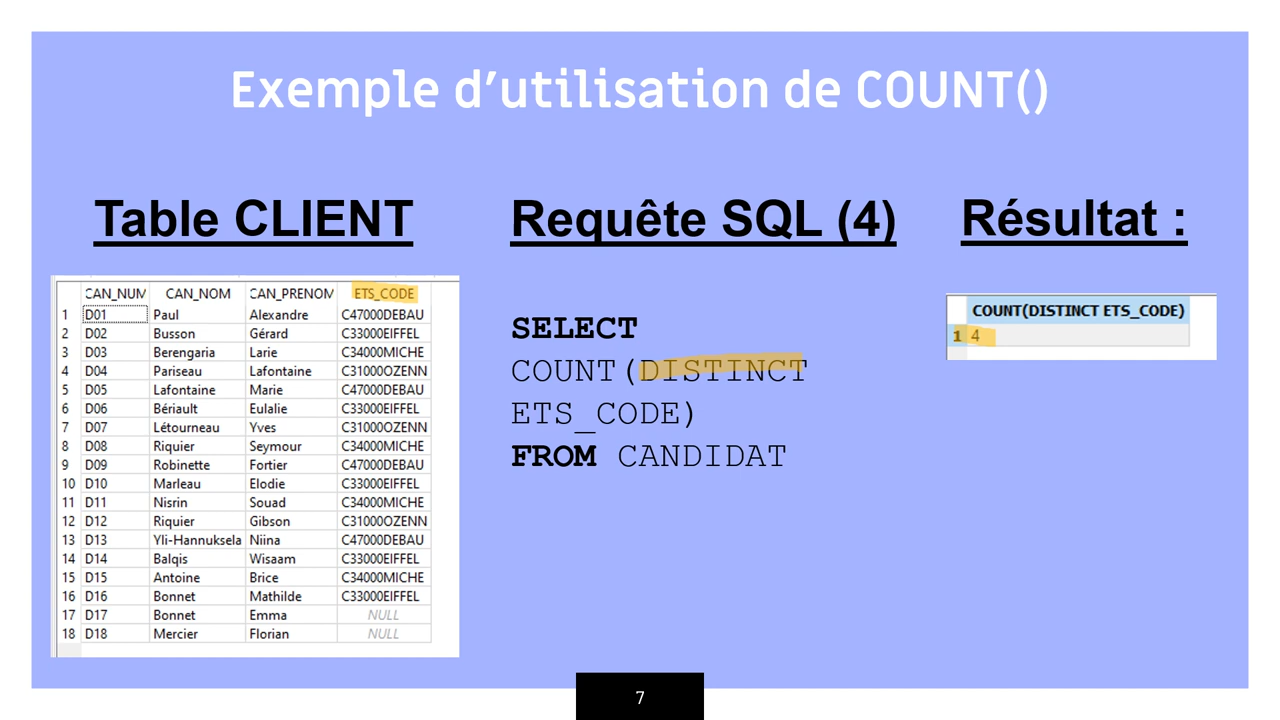 Exemple d’utilisation de COUNT()
Table CLIENT
CAN_NUM CAN_NOM CAN_PRENOM ETS_CODE
1 D01 Paul Alexandre C47000DEBAU
2 D02 Busson Gérard C33000EIFFEL
3 D03 Berengaria Larie C34000MICHE
4 D04 Pariseau Lafontaine C31000OZENN
5 D05 Lafontaine Marie C47000DEBAU
6 D06 Bériault Eulalie C33000EIFFEL
7 D07 Létourneau Yves C31000OZENN
8 D08 Riquier Seymour C34000MICHE
9 D09 Robinette Fortier C47000DEBAU
10 D10 Marleau Elodie C33000EIFFEL
11 D11 Nisrin Souad C34000MICHE
12 D12 Riquier Gibson C31000OZENN
13 D13 Yli-Hannuksela Niina C47000DEBAU
14 D14 Balqis Wisaam C33000EIFFEL
15 D15 Antoine Brice C34000MICHE
16 D16 Bonnet Mathilde C33000EIFFEL
17 D17 Bonnet Emma NULL
18 D18 Mercier Florian NULL
Requête SQL (4)
SELECT
COUNT(DISTINCT
ETS_CODE)
FROM CANDIDAT
Résultat :
COUNT(DISTINCT ETS_CODE)
1 4
7